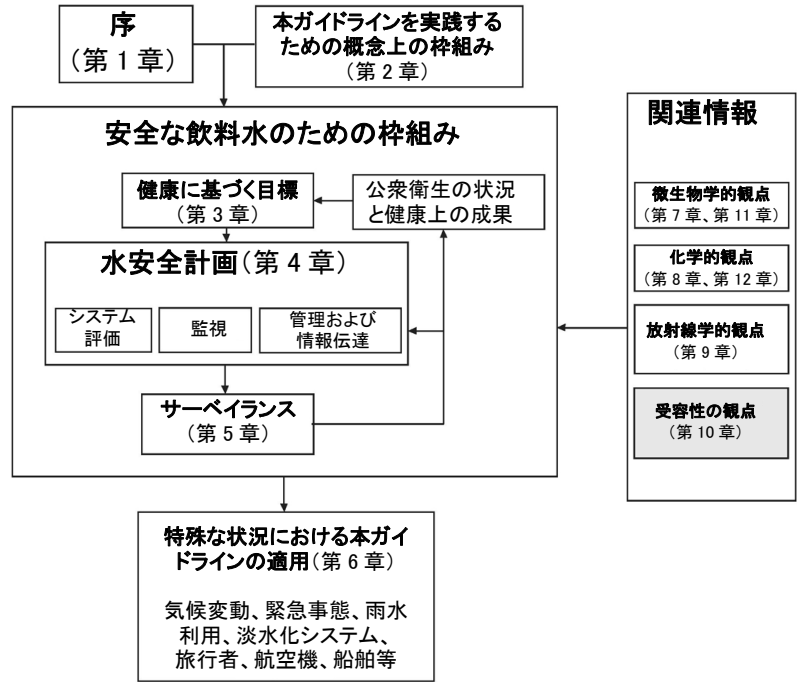 序
（第 1 章）
本ガイドラインを実践する
ための概念上の枠組み
（第 2 章）
安全な飲料水のための枠組み
健康に基づく目標
（第 3 章）
公衆衛生の状況
と健康上の成果
水安全計画（第 4 章）
システム
評価
監視
管理および
情報伝達
サーベイランス
（第 5 章）
関連情報
微生物学的観点
（第 7 章、第 11 章）
化学的観点
（第 8 章、第 12 章）
放射線学的観点
（第 9 章）
受容性の観点
（第 10 章）
特殊な状況における本ガイ
ドラインの適用（第 6 章）
気候変動、緊急事態、雨水
利用、淡水化システム、
旅行者、航空機、船舶等